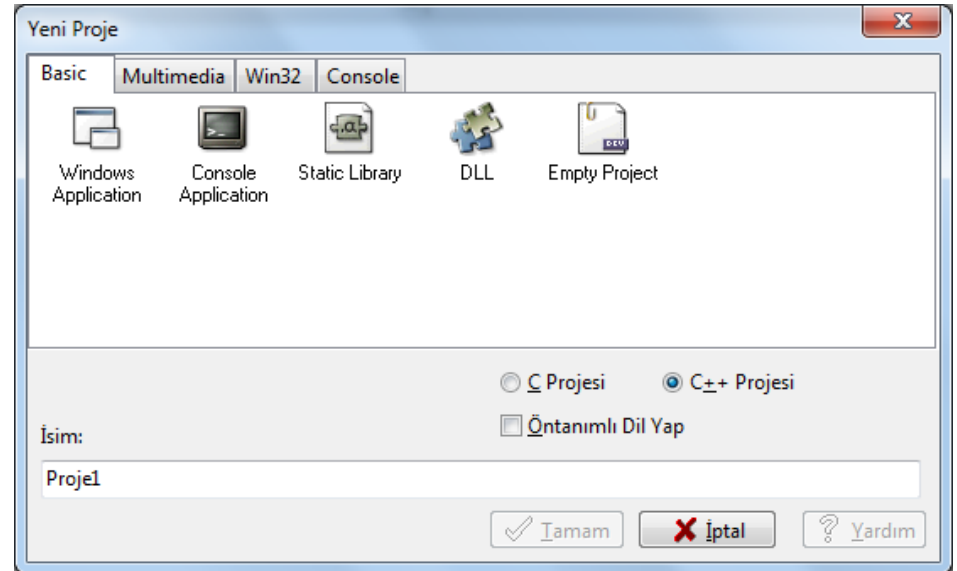 Yeni Proje
Basic Multimedia Win32 Console
Windows Application
Console Application
Static Library
DLL
DEV
Empty Project
C Projesi C++ Projesi
Öntanımlı Dil Yap
İsim:
Proje1
Tamam İptal Yardım